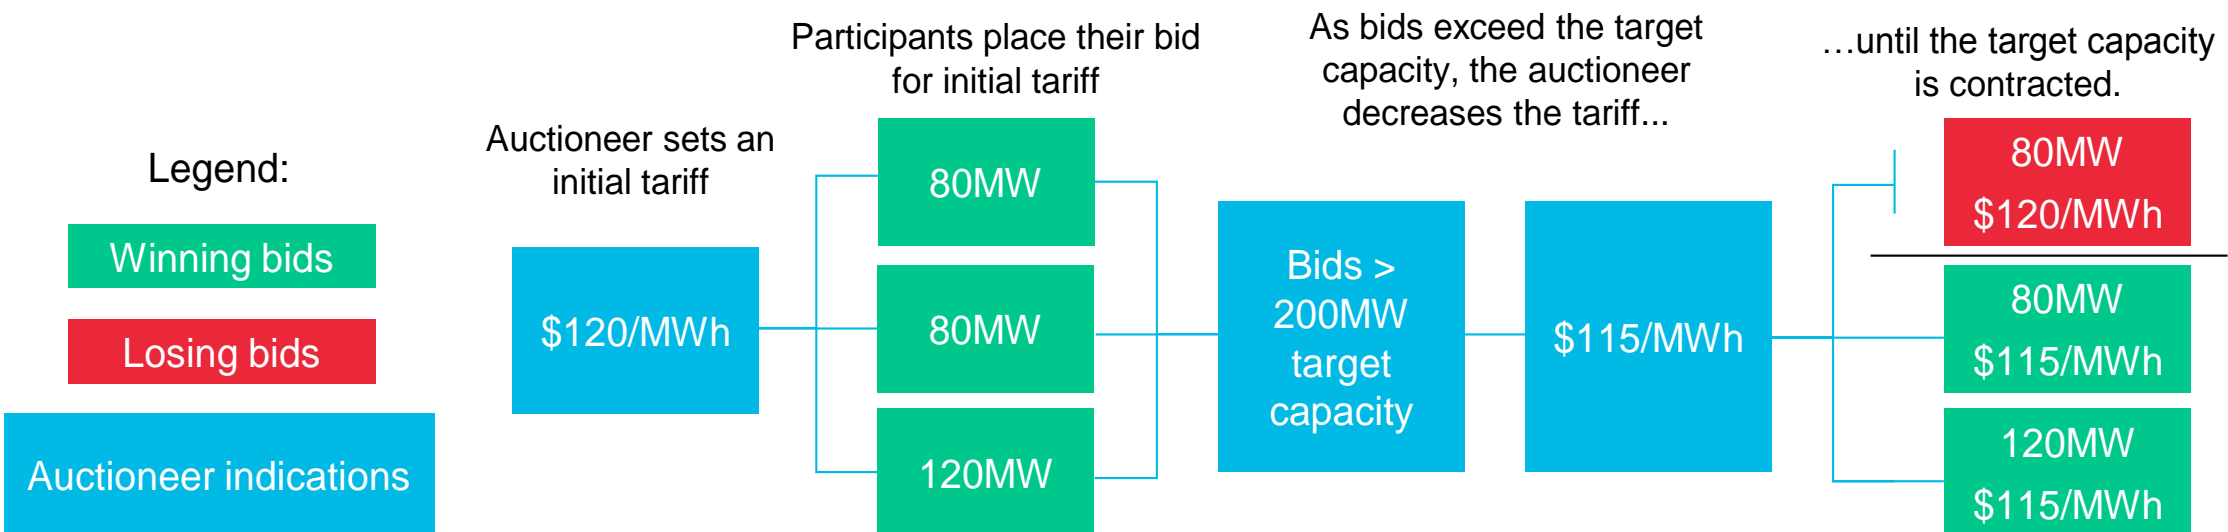 Legend:
Winning bids
Losing bids
Auctioneer indications
Auctioneer sets an
initial tariff
$120/MWh
Participants place their bid
for initial tariff
80MW
80MW
120MW
As bids exceed the target
capacity, the auctioneer
decreases the tariff...
Bids >
200MW
target
capacity
$115/MWh
…until the target capacity
is contracted.
80MW
$120/MWh
80MW
$115/MWh
120MW
$115/MWh